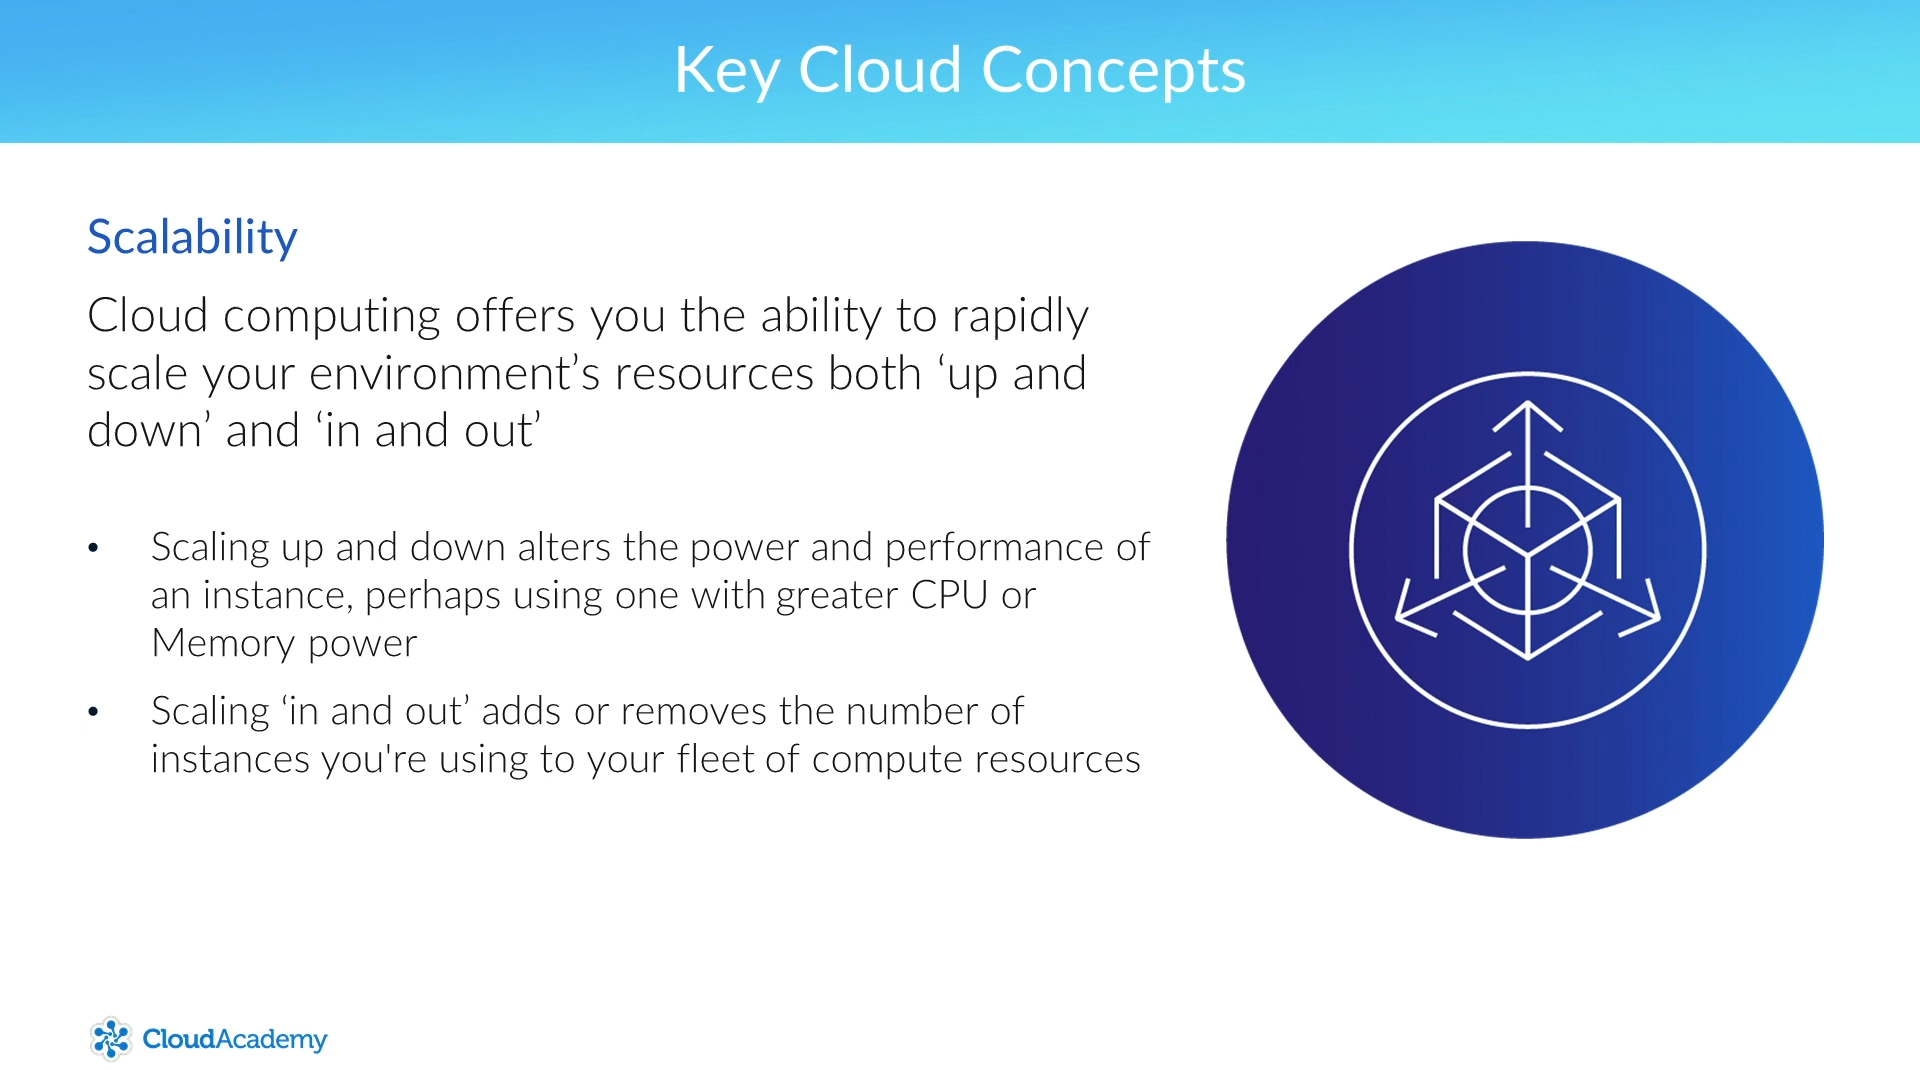 Key Cloud Concepts
Scalability
Cloud computing offers you the ability to rapidly
scale your environment’s resources both ‘up and
down’ and ‘in and out’
• Scaling up and down alters the power and performance of
an instance, perhaps using one with greater CPU or
Memory power
• Scaling ‘in and out’ adds or removes the number of
instances you're using to your fleet of compute resources
CloudAcademy